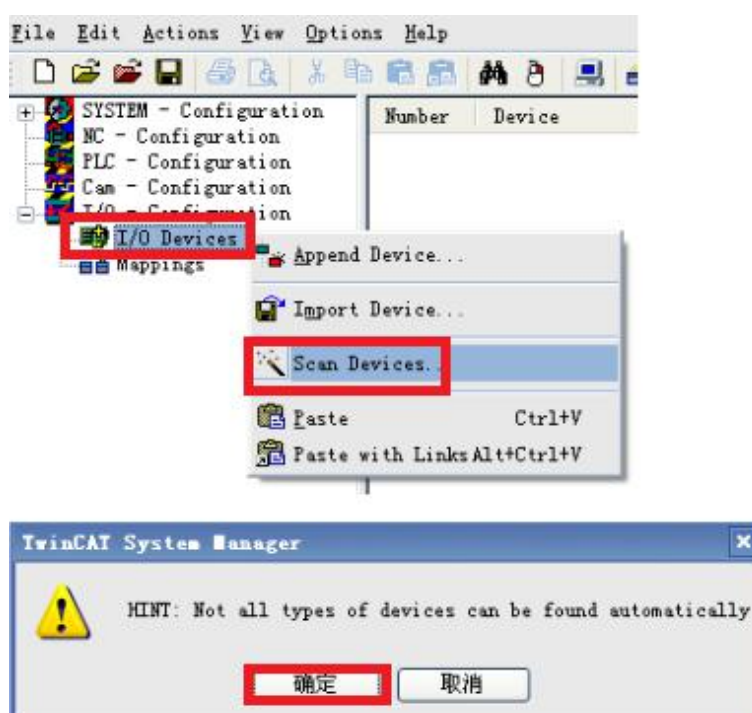 File Edit Actions View Options Help
SYSTEM - Configuration
Number Device
NC - Configuration
PLC - Configuration
Cam - Configuration
I/O - Configuration
I/O Devices
Mappings
Append Device...
Import Device...
Scan Devices..
Paste Ctrl+V
Paste with Links Alt+Ctrl+V
TwinCAT System Manager
HINT: Not all types of devices can be found automatically
确定 取消